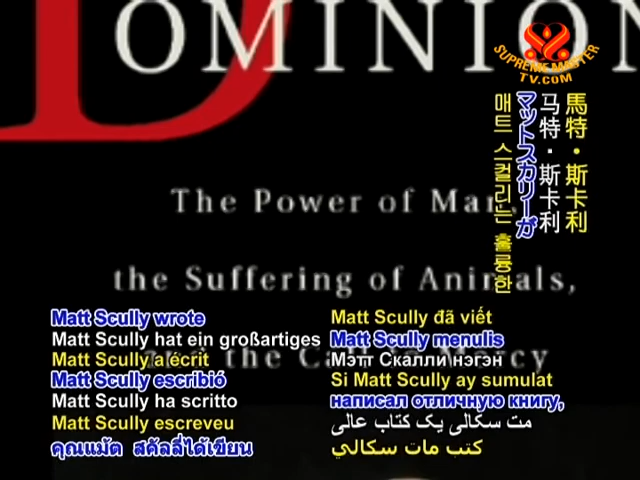 DOMINION
SUPREME MASTER
TV.COM
馬特·斯卡利
马特·斯卡利
マットスカリーが
매트 스컬리는 훌륭한
The Power of Man,
the Suffering of Animals,
and the Call to Mercy
Matt Scully wrote
Matt Scully hat ein großartiges
Matt Scully a écrit
Matt Scully escribió
Matt Scully ha scritto
Matt Scully escreveu
คุณแม้ต สคัลลี่ได้เขียน
Matt Scully đã viết
Matt Scully menulis
Мэтт Скалли нэгэн
Si Matt Scully ay sumulat
написал отличную книгу,
مت سکالی یک کتاب عالی
كتب مات سكالي